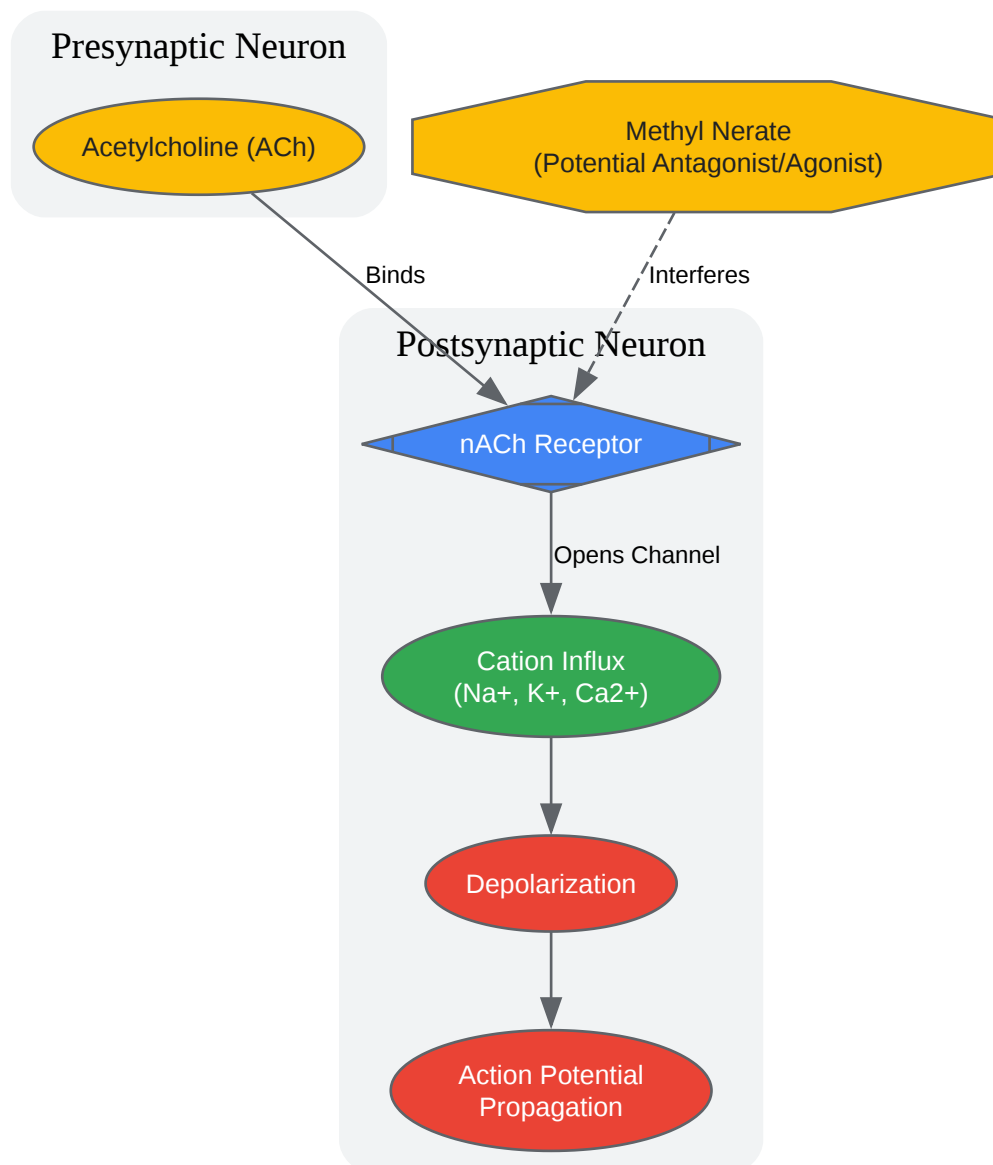 Presynaptic Neuron
Acetylcholine (ACh)
Methyl Nerate
(Potential Antagonist/Agonist)
Binds
Interferes
Postsynaptic Neuron
nACh Receptor
Opens Channel
Cation Influx
(Na+, K+, Ca2+)
Depolarization
Action Potential
Propagation